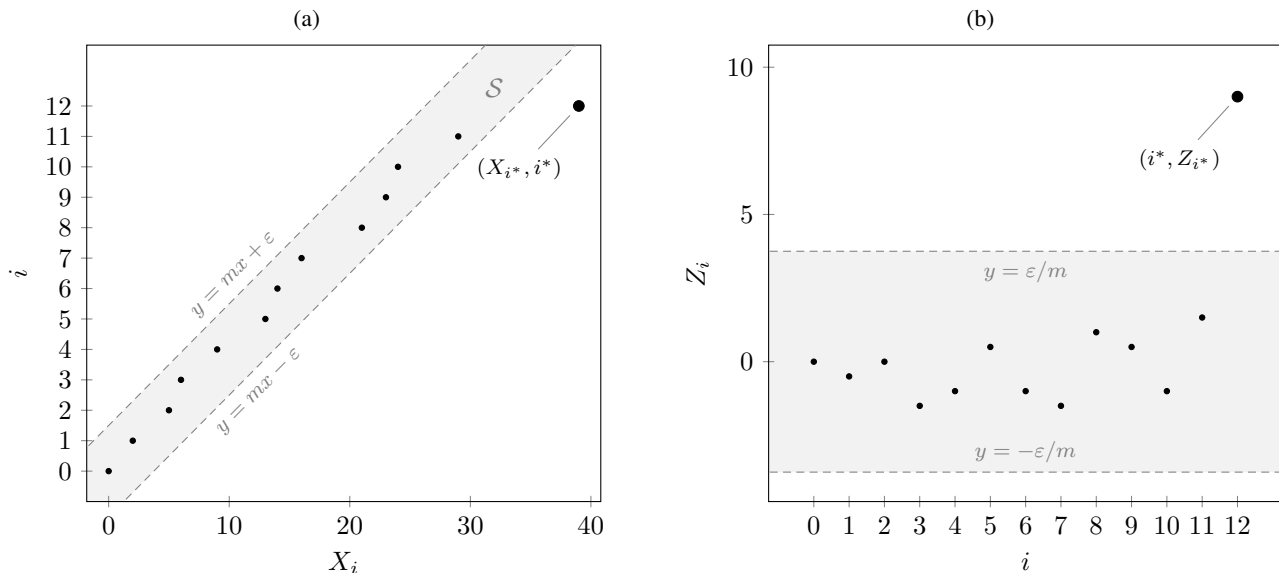 (a)
i
12
11
10
9
8
7
6
5
4
3
2
1
0
0 10 20 30 40
X_i
S
(X_{i*}, i*)
y = mx + ε
y = mx − ε
(b)
Z_i
10
5
0
0 1 2 3 4 5 6 7 8 9 10 11 12
i
(i*, Z_{i*})
y = ε/m
y = −ε/m